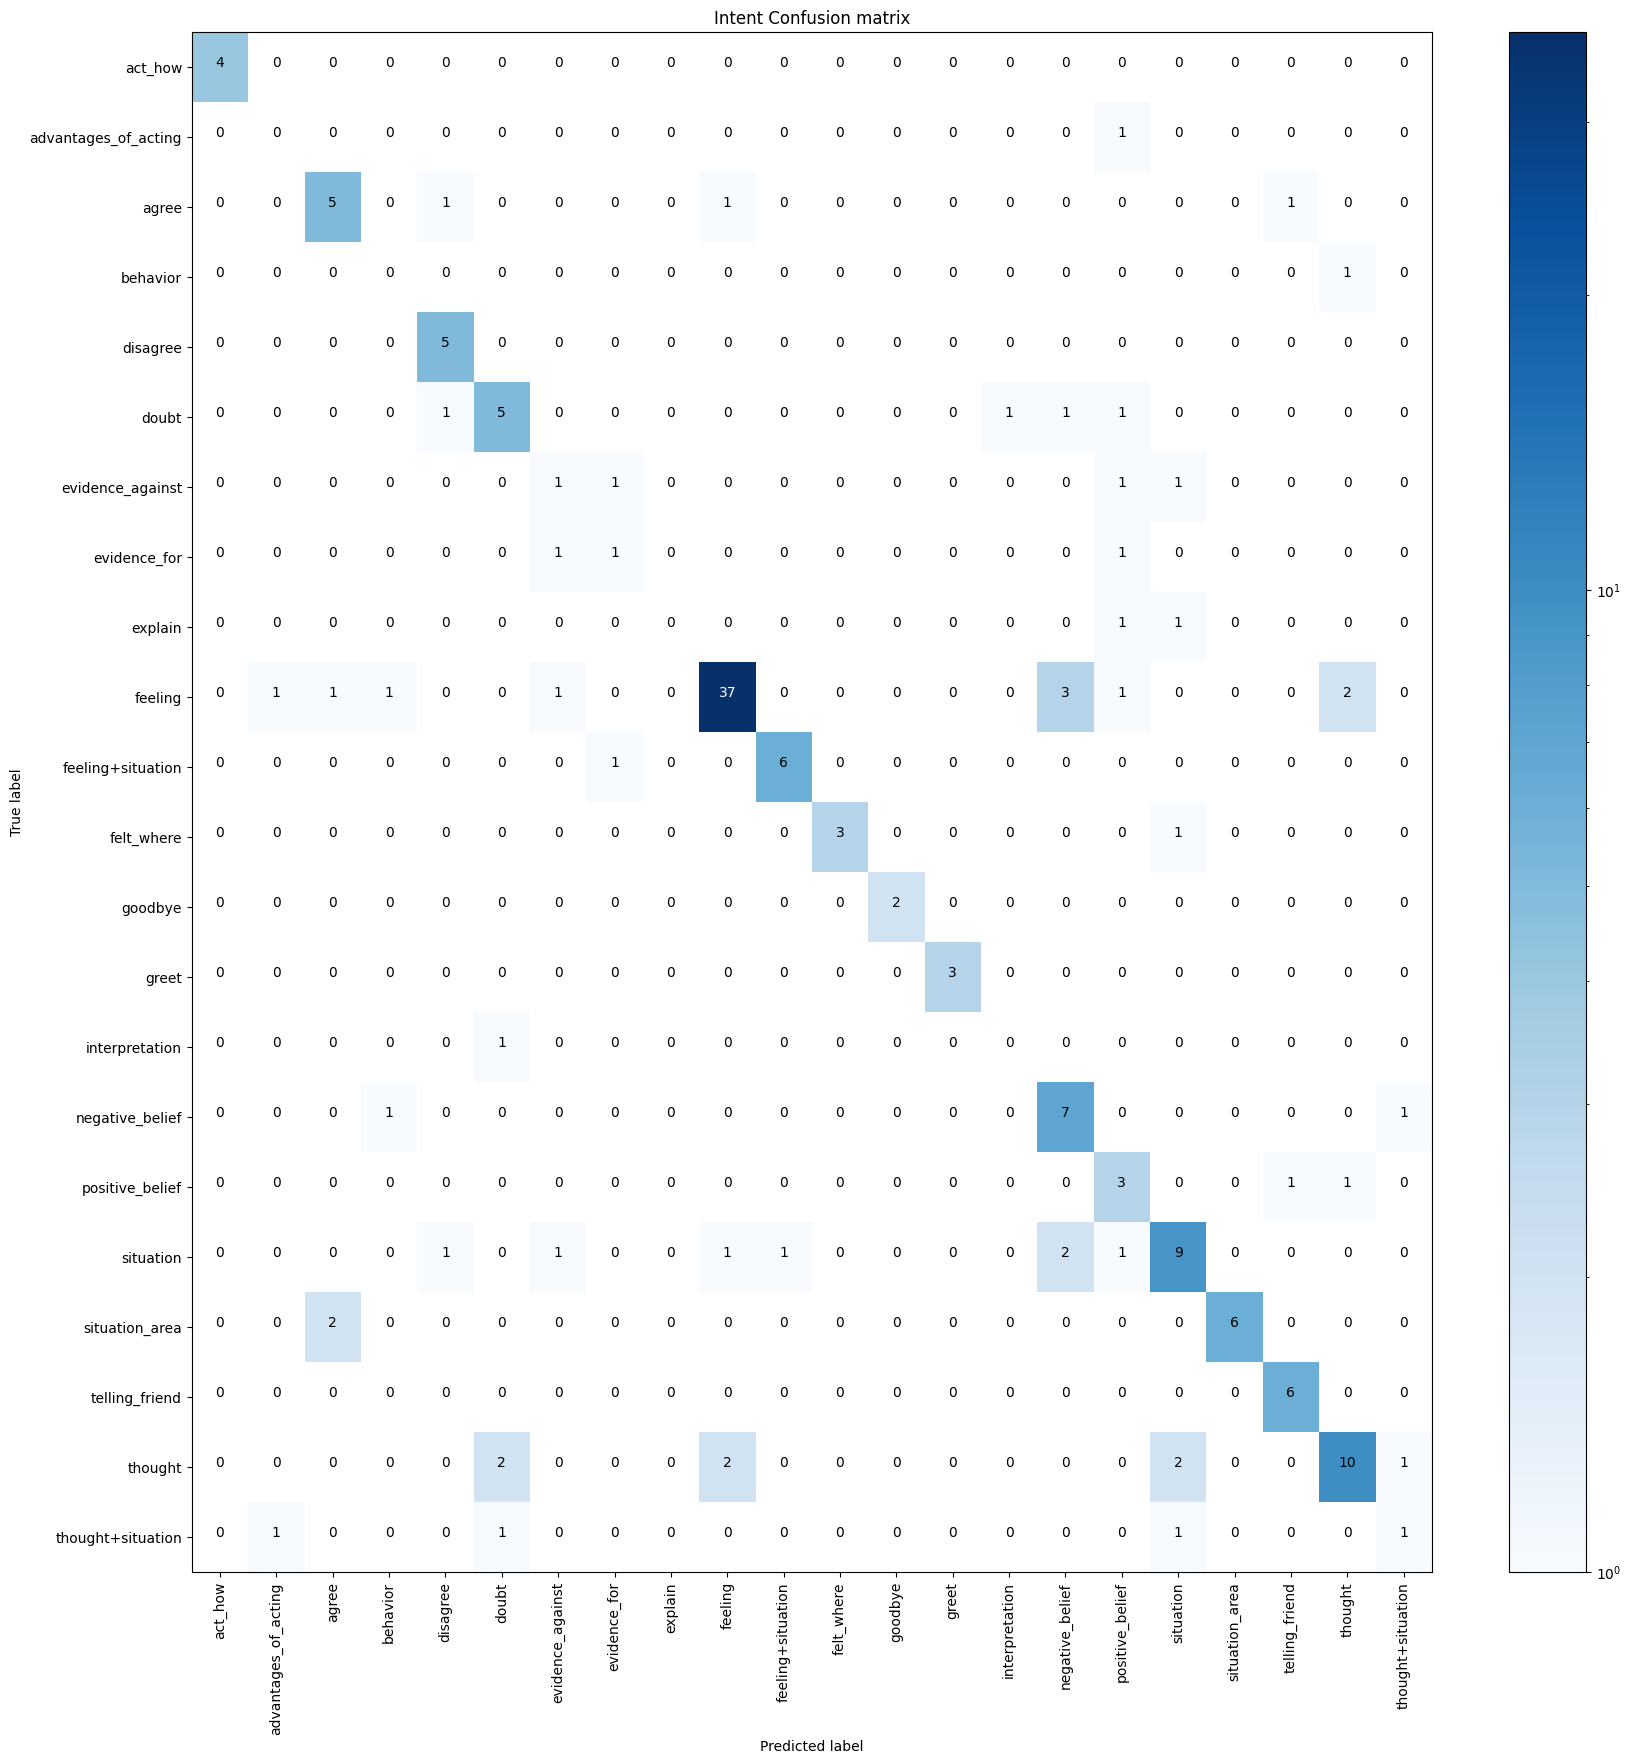 Intent Confusion matrix
act_how 4 0 0 0 0 0 0 0 0 0 0 0 0 0 0 0 0 0 0 0 0 0
advantages_of_acting 0 0 0 0 0 0 0 0 0 0 0 0 0 0 0 0 1 0 0 0 0 0
agree 0 0 5 0 1 0 0 0 0 1 0 0 0 0 0 0 0 0 0 1 0 0
behavior 0 0 0 0 0 0 0 0 0 0 0 0 0 0 0 0 0 0 0 0 1 0
disagree 0 0 0 0 5 0 0 0 0 0 0 0 0 0 0 0 0 0 0 0 0 0
doubt 0 0 0 0 1 5 0 0 0 0 0 0 0 0 1 1 1 0 0 0 0 0
evidence_against 0 0 0 0 0 0 1 1 0 0 0 0 0 0 0 0 1 1 0 0 0 0
evidence_for 0 0 0 0 0 0 1 1 0 0 0 0 0 0 0 0 1 0 0 0 0 0
explain 0 0 0 0 0 0 0 0 0 0 0 0 0 0 0 0 1 1 0 0 0 0
10¹
feeling 0 1 1 1 0 0 1 0 0 37 0 0 0 0 0 3 1 0 0 0 2 0
feeling+situation 0 0 0 0 0 0 0 1 0 0 6 0 0 0 0 0 0 0 0 0 0 0
True label
felt_where 0 0 0 0 0 0 0 0 0 0 0 3 0 0 0 0 0 1 0 0 0 0
goodbye 0 0 0 0 0 0 0 0 0 0 0 0 2 0 0 0 0 0 0 0 0 0
greet 0 0 0 0 0 0 0 0 0 0 0 0 0 3 0 0 0 0 0 0 0 0
interpretation 0 0 0 0 0 1 0 0 0 0 0 0 0 0 0 0 0 0 0 0 0 0
negative_belief 0 0 0 1 0 0 0 0 0 0 0 0 0 0 0 7 0 0 0 0 0 1
positive_belief 0 0 0 0 0 0 0 0 0 0 0 0 0 0 0 0 3 0 0 1 1 0
situation 0 0 0 0 1 0 1 0 0 1 1 0 0 0 0 2 1 9 0 0 0 0
situation_area 0 0 2 0 0 0 0 0 0 0 0 0 0 0 0 0 0 0 6 0 0 0
telling_friend 0 0 0 0 0 0 0 0 0 0 0 0 0 0 0 0 0 0 0 6 0 0
thought 0 0 0 0 0 2 0 0 0 2 0 0 0 0 0 0 0 2 0 0 10 1
thought+situation 0 1 0 0 0 1 0 0 0 0 0 0 0 0 0 0 0 1 0 0 0 1
10⁰
act_how
advantages_of_acting
agree
behavior
disagree
doubt
evidence_against
evidence_for
explain
feeling
feeling+situation
felt_where
goodbye
greet
interpretation
negative_belief
positive_belief
situation
situation_area
telling_friend
thought
thought+situation
Predicted label